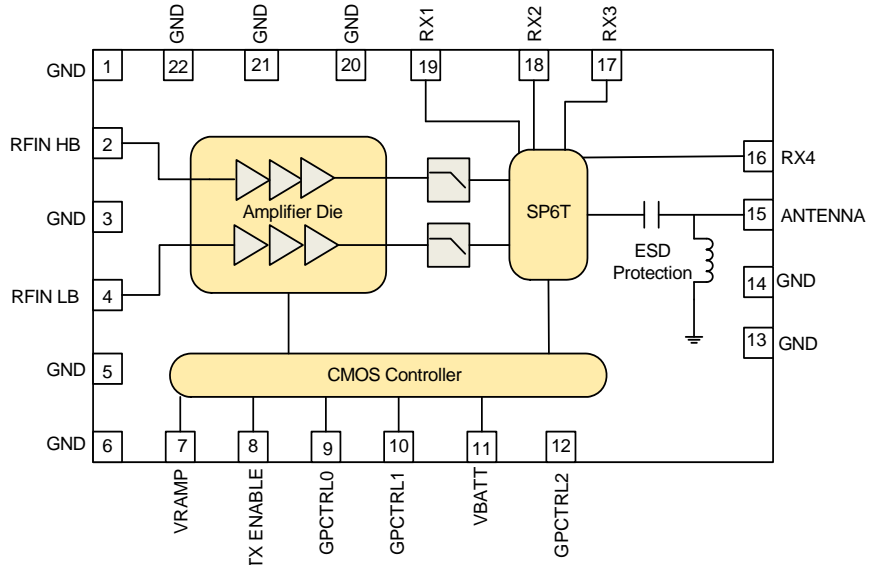 GND
GND
GND
RX1
RX2
RX3
GND
1
22
21
20
19
18
17
RFIN HB
2
16
RX4
Amplifier Die
SP6T
GND
3
15
ANTENNA
ESD
Protection
RFIN LB
4
14
GND
13
GND
GND
5
CMOS Controller
GND
6
7
8
9
10
11
12
VRAMP
TX ENABLE
GPCTRL0
GPCTRL1
VBATT
GPCTRL2